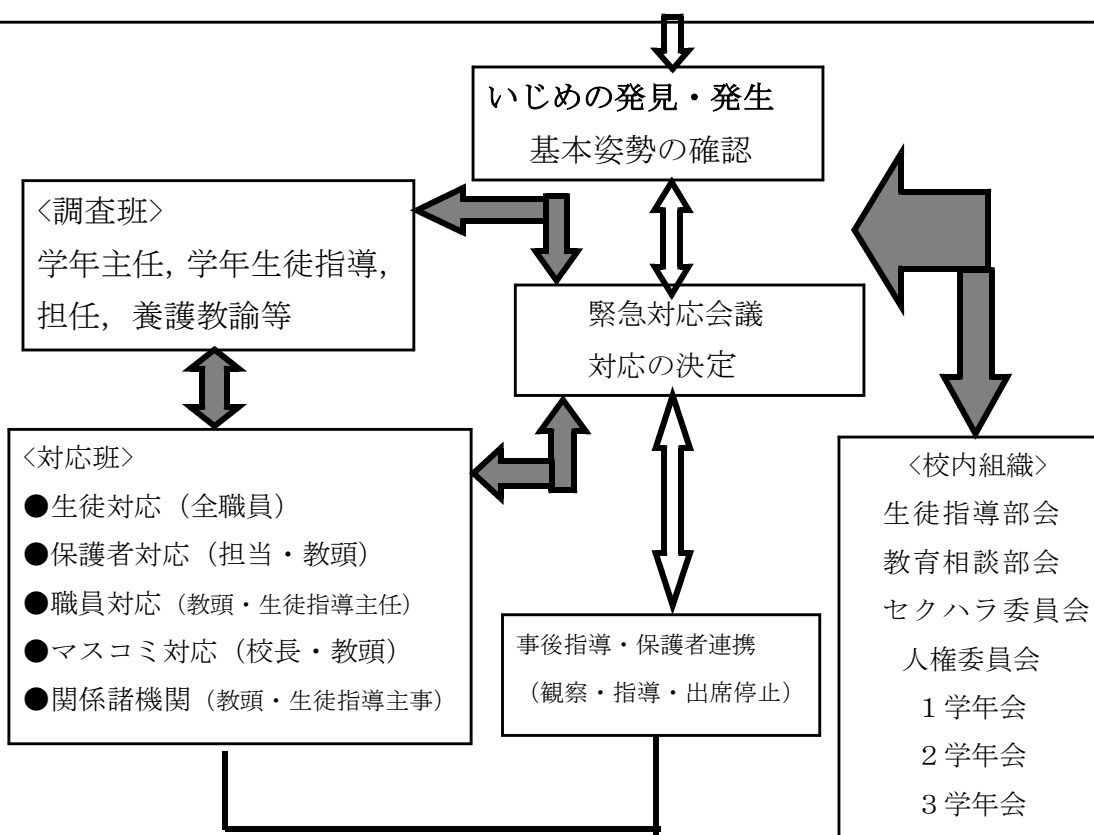 いじめの発見・発生
基本姿勢の確認
<調査班>
学年主任，学年生徒指導，
担任，養護教諭等
緊急対応会議
対応の決定
<対応班>
●生徒対応（全職員）
●保護者対応（担当・教頭）
●職員対応（教頭・生徒指導主任）
●マスコミ対応（校長・教頭）
●関係諸機関（教頭・生徒指導主事）
事後指導・保護者連携
（観察・指導・出席停止）
<校内組織>
生徒指導部会
教育相談部会
セクハラ委員会
人権委員会
１学年会
２学年会
３学年会